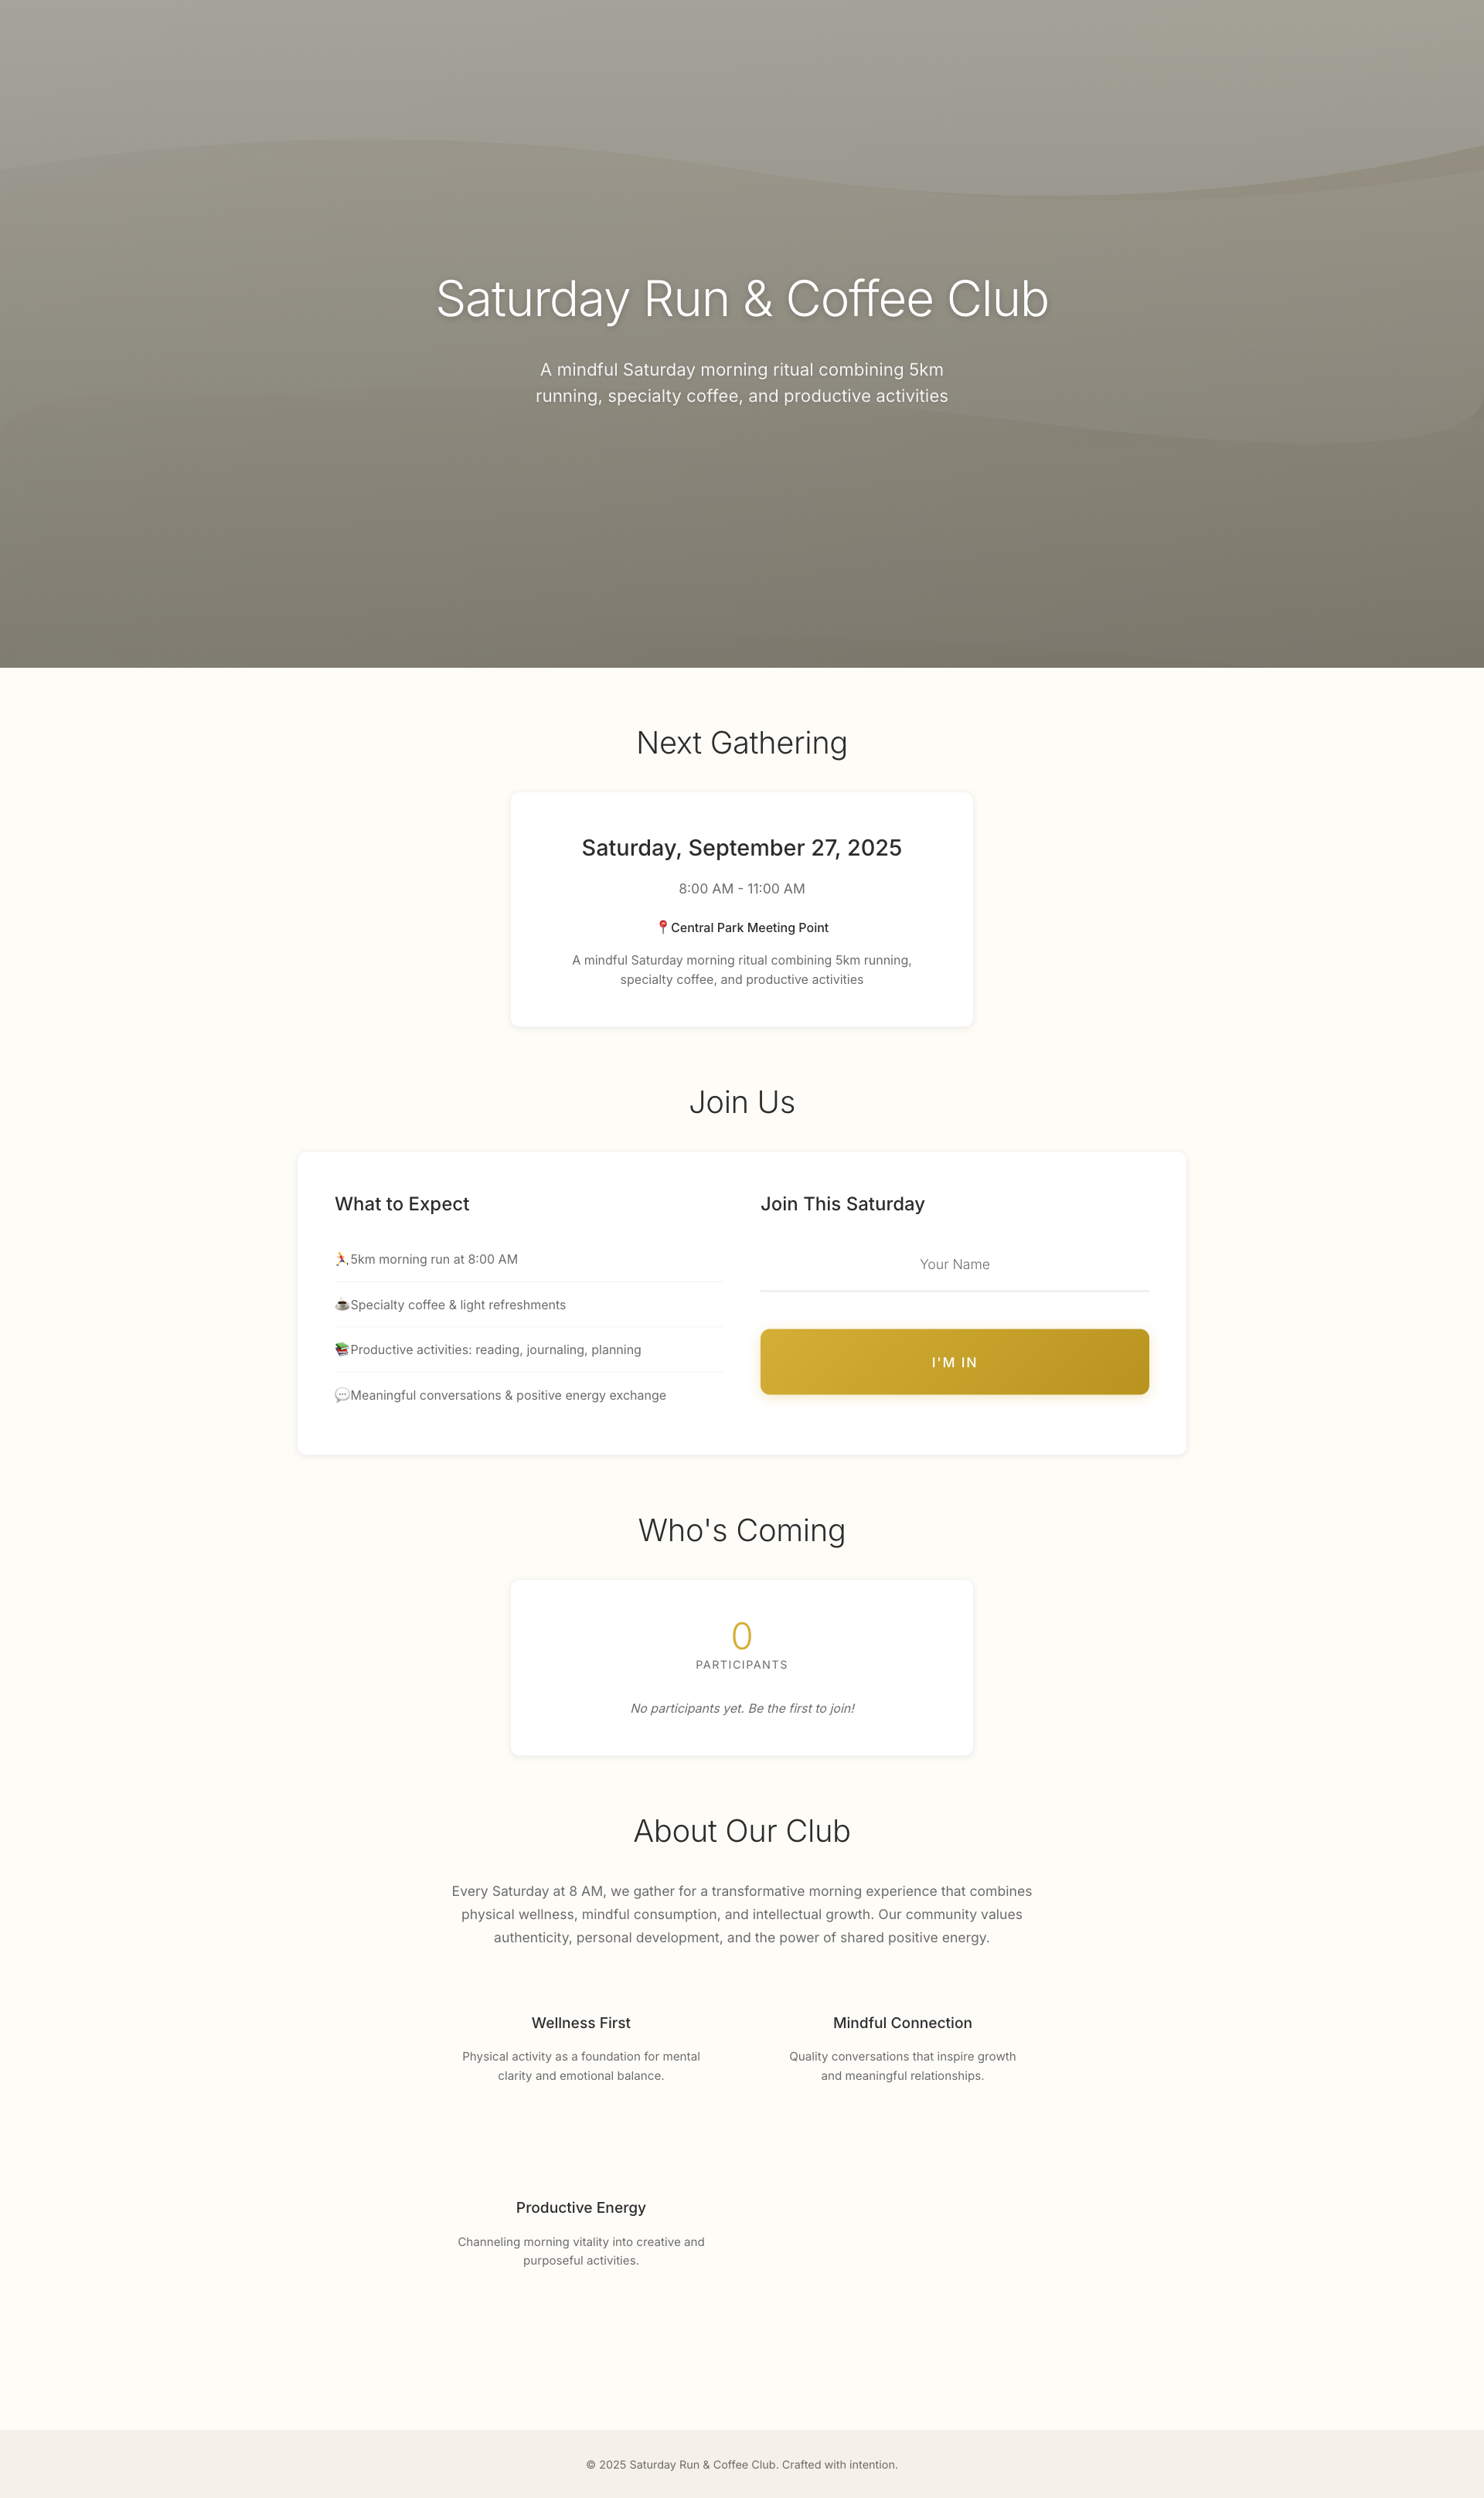 Saturday Run & Coffee Club
A mindful Saturday morning ritual combining 5km
running, specialty coffee, and productive activities
Next Gathering
Saturday, September 27, 2025
8:00 AM - 11:00 AM
📍Central Park Meeting Point
A mindful Saturday morning ritual combining 5km running,
specialty coffee, and productive activities
Join Us
What to Expect
🏃5km morning run at 8:00 AM
☕Specialty coffee & light refreshments
📚Productive activities: reading, journaling, planning
💬Meaningful conversations & positive energy exchange
Join This Saturday
Your Name
I'M IN
Who's Coming
0
PARTICIPANTS
No participants yet. Be the first to join!
About Our Club
Every Saturday at 8 AM, we gather for a transformative morning experience that combines
physical wellness, mindful consumption, and intellectual growth. Our community values
authenticity, personal development, and the power of shared positive energy.
Wellness First
Physical activity as a foundation for mental
clarity and emotional balance.
Mindful Connection
Quality conversations that inspire growth
and meaningful relationships.
Productive Energy
Channeling morning vitality into creative and
purposeful activities.
© 2025 Saturday Run & Coffee Club. Crafted with intention.